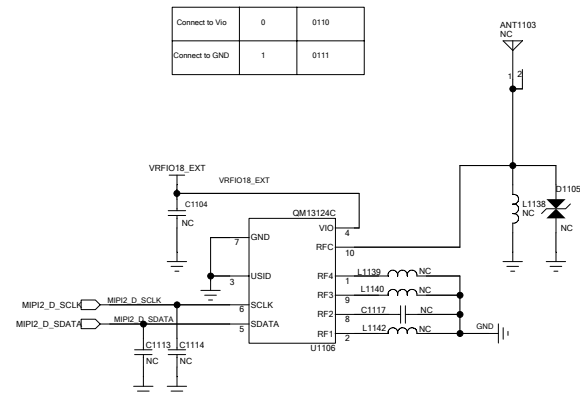 Connect to Vio 0 0110
Connect to GND 1 0111
ANT1103
NC
1 2
VRFIO18_EXT
VRFIO18_EXT
C1104
NC
L1138
NC
D1105
NC
QM13124C
VIO 4
7 GND
RFC 10
3 USID
RF4 1 L1139 NC
RF3 9 L1140 NC
RF2 8 C1117 NC
RF1 2 L1142 NC
GND
MIPI2_D_SCLK MIPI2_D_SCLK 6 SCLK
MIPI2_D_SDATA MIPI2_D_SDATA 5 SDATA
U1106
C1113
NC
C1114
NC